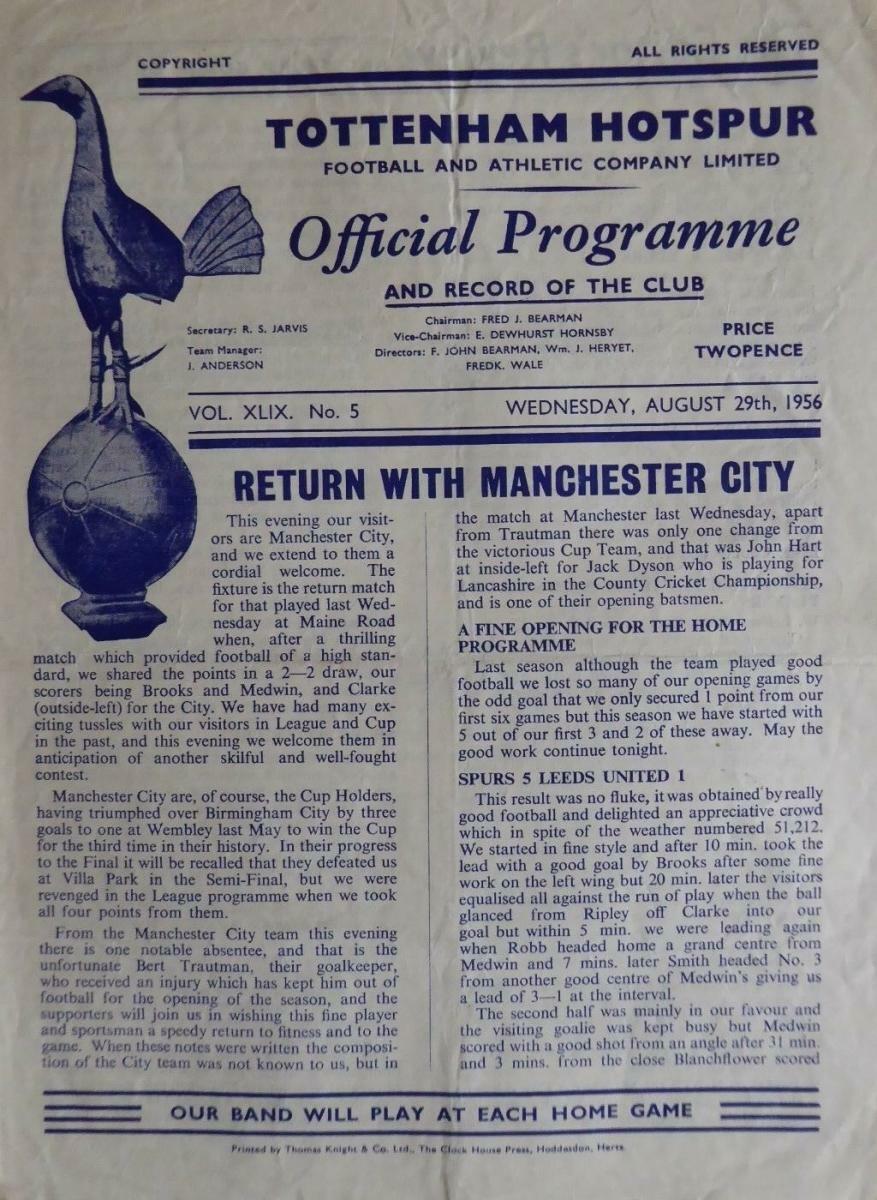 COPYRIGHT
ALL RIGHTS RESERVED
TOTTENHAM HOTSPUR
FOOTBALL AND ATHLETIC COMPANY LIMITED
Official Programme
AND RECORD OF THE CLUB
Secretary: R. S. JARVIS
Team Manager:
J. ANDERSON
Chairman: FRED J. BEARMAN
Vice-Chairman: E. DEWHURST HORNSBY
Directors: F. JOHN BEARMAN, Wm. J. HERYET,
FREDK. WALE
PRICE
TWOPENCE
VOL. XLIX. No. 5
WEDNESDAY, AUGUST 29th, 1956
RETURN WITH MANCHESTER CITY
This evening our visit-
ors are Manchester City,
and we extend to them a
cordial welcome. The
fixture is the return match
for that played last Wed-
nesday at Maine Road
when, after a thrilling
match which provided football of a high stan-
dard, we shared the points in a 2—2 draw, our
scorers being Brooks and Medwin, and Clarke
(outside-left) for the City. We have had many ex-
citing tussles with our visitors in League and Cup
in the past, and this evening we welcome them in
anticipation of another skilful and well-fought
contest.
Manchester City are, of course, the Cup Holders,
having triumphed over Birmingham City by three
goals to one at Wembley last May to win the Cup
for the third time in their history. In their progress
to the Final it will be recalled that they defeated us
at Villa Park in the Semi-Final, but we were
revenged in the League programme when we took
all four points from them.
From the Manchester City team this evening
there is one notable absentee, and that is the
unfortunate Bert Trautman, their goalkeeper,
who received an injury which has kept him out of
football for the opening of the season, and the
supporters will join us in wishing this fine player
and sportsman a speedy return to fitness and to the
game. When these notes were written the composi-
tion of the City team was not known to us, but in
the match at Manchester last Wednesday, apart
from Trautman there was only one change from
the victorious Cup Team, and that was John Hart
at inside-left for Jack Dyson who is playing for
Lancashire in the County Cricket Championship,
and is one of their opening batsmen.
A FINE OPENING FOR THE HOME
PROGRAMME
Last season although the team played good
football we lost so many of our opening games by
the odd goal that we only secured 1 point from our
first six games but this season we have started with
5 out of our first 3 and 2 of these away. May the
good work continue tonight.
SPURS 5 LEEDS UNITED 1
This result was no fluke, it was obtained by really
good football and delighted an appreciative crowd
which in spite of the weather numbered 51,212.
We started in fine style and after 10 min. took the
lead with a good goal by Brooks after some fine
work on the left wing but 20 min. later the visitors
equalised all against the run of play when the ball
glanced from Ripley off Clarke into our
goal but within 5 min. we were leading again
when Robb headed home a grand centre from
Medwin and 7 mins. later Smith headed No. 3
from another good centre of Medwin's giving us
a lead of 3—1 at the interval.
The second half was mainly in our favour and
the visiting goalie was kept busy but Medwin
scored with a good shot from an angle after 31 min.
and 3 mins. from the close Blanchflower scored
OUR BAND WILL PLAY AT EACH HOME GAME
Printed by Thomas Knight & Co. Ltd., The Clock House Press, Hoddesdon, Herts.